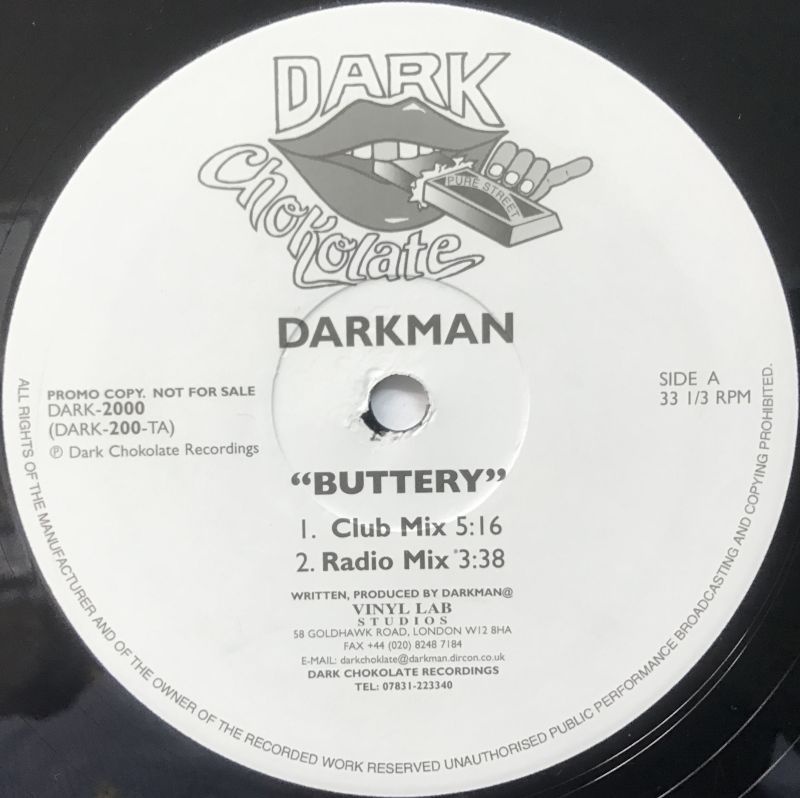 DARK
Chokolate
PURE STREET
DARKMAN
PROMO COPY. NOT FOR SALE
DARK-2000
(DARK-200-TA)
℗ Dark Chokolate Recordings
SIDE A
33 1/3 RPM
“BUTTERY”
1. Club Mix 5:16
2. Radio Mix 3:38
WRITTEN, PRODUCED BY DARKMAN@
VINYL LAB
STUDIOS
58 GOLDHAWK ROAD, LONDON W12 8HA
FAX +44 (020) 8248 7184
E-MAIL: darkchoklate@darkman.dircon.co.uk
DARK CHOKOLATE RECORDINGS
TEL: 07831-223340
ALL RIGHTS OF THE MANUFACTURER AND OF THE OWNER OF THE RECORDED WORK RESERVED UNAUTHORISED PUBLIC PERFORMANCE BROADCASTING AND COPYING PROHIBITED.